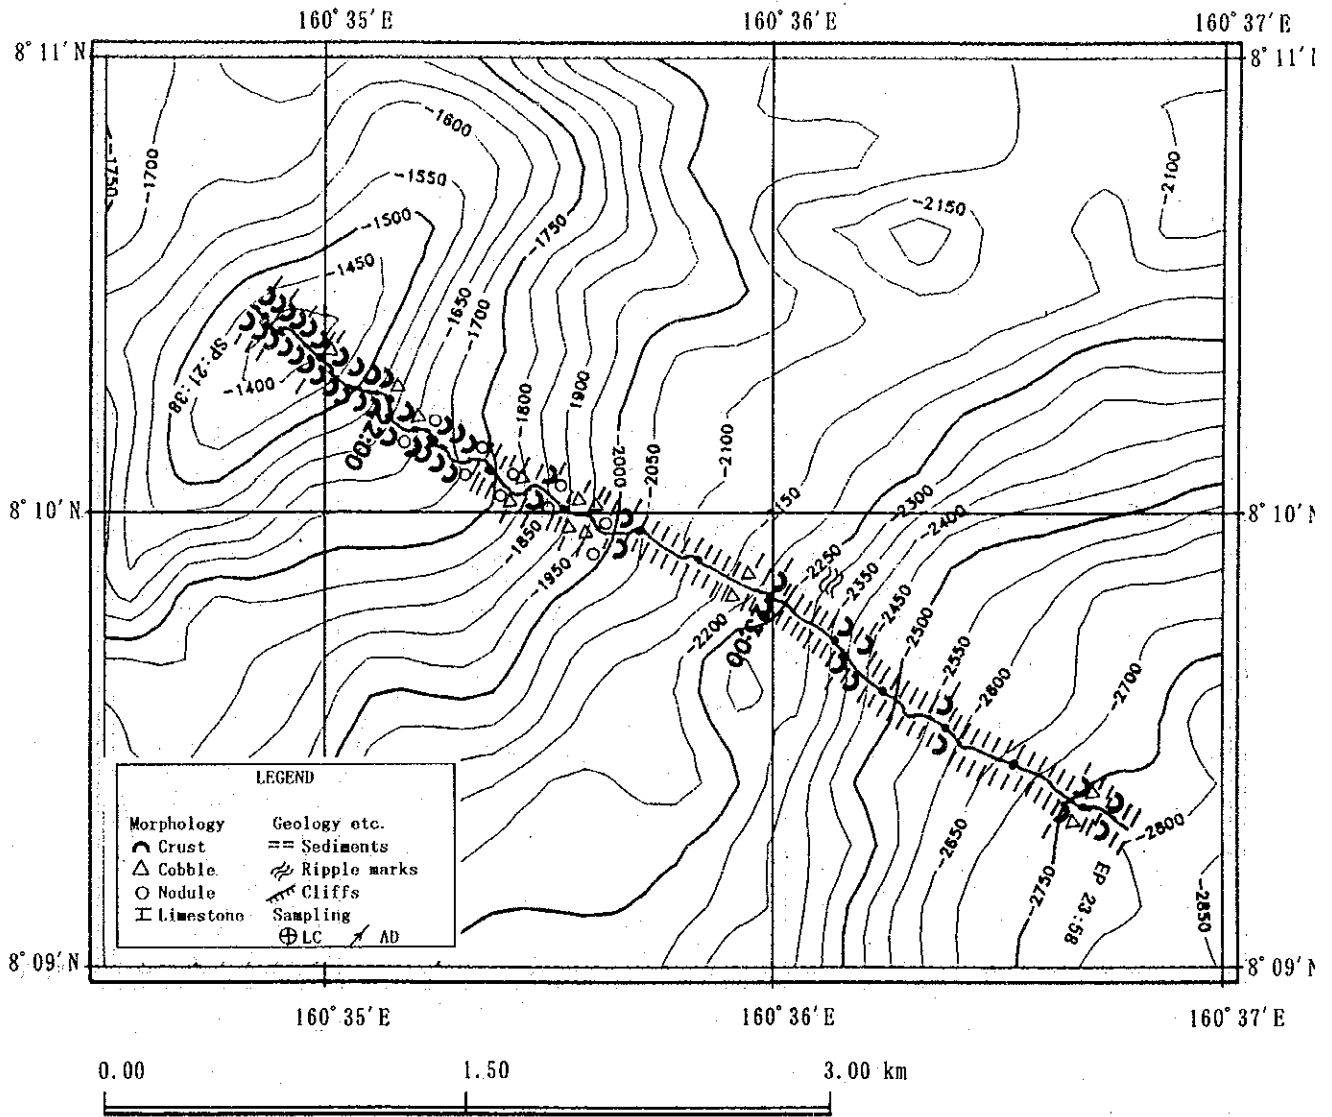 160° 35′ E 160° 36′ E 160° 37′ E
8° 11′ N 8° 11′ N
-1600
-1750
-1700
-2100
-1550
-2150
-1500
-1750
-1450
-1650
-1700
SP:21:38
-1400
-1800
1900
22:00
-2000
-2050
-2100
8° 10′ N 8° 10′ N
-2150
-2300
-2400
-1850
-1950
-2250
-2350
-2450
-2200
23:00
-2500
-2550
-2800
-2700
LEGEND
Morphology Geology etc.
Crust == Sediments
Cobble Ripple marks
Nodule Cliffs
Limestone Sampling
LC AD
-2800
-2650
-2750
EP 23:58
-2850
8° 09′ N 8° 09′ N
160° 35′ E 160° 36′ E 160° 37′ E
0.00 1.50 3.00 km